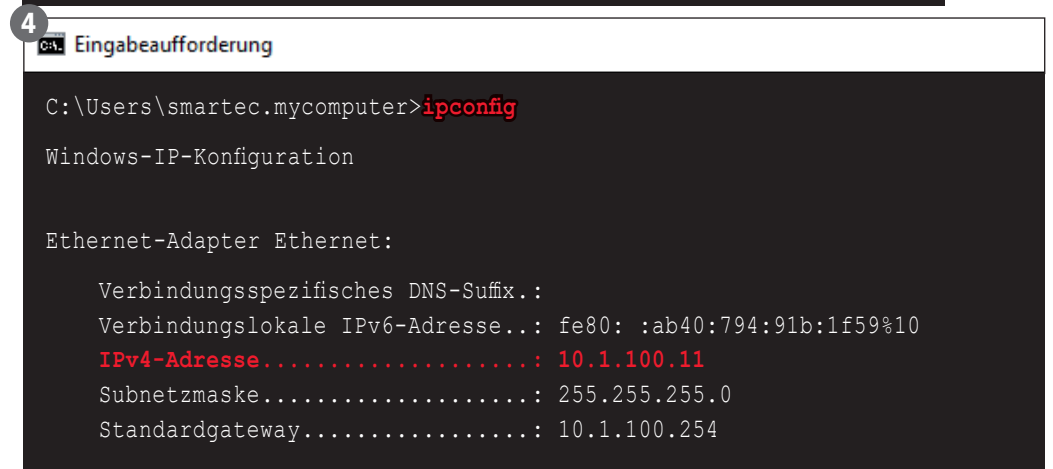 4
Eingabeaufforderung
C:\Users\smartec.mycomputer>ipconfig
Windows-IP-Konfiguration
Ethernet-Adapter Ethernet:
Verbindungsspezifisches DNS-Suffix.:
Verbindungslokale IPv6-Adresse..: fe80: :ab40:794:91b:1f59%10
IPv4-Adresse....................: 10.1.100.11
Subnetzmaske....................: 255.255.255.0
Standardgateway.................: 10.1.100.254